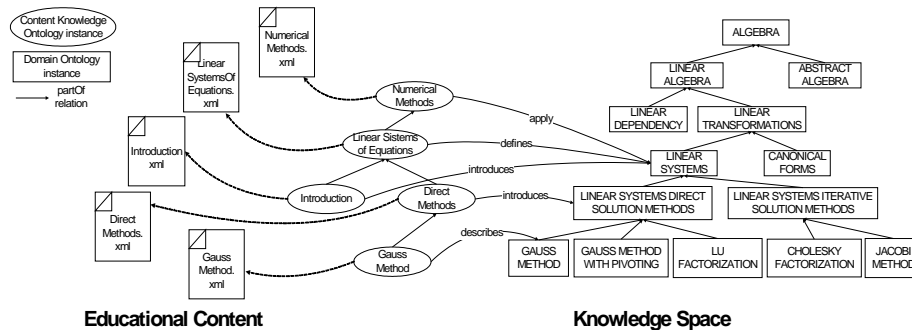 Content Knowledge
Ontology instance
Domain Ontology
instance
partOf
relation
Numerical
Methods.
xml
Linear
SystemsOf
Equations.
xml
Introduction.
xml
Direct
Methods.
xml
Gauss
Method.
xml
Numerical
Methods
Linear Sistems
of Equations
Introduction
Direct
Methods
Gauss
Method
apply
defines
introduces
introduces
describes
ALGEBRA
LINEAR
ALGEBRA
ABSTRACT
ALGEBRA
LINEAR
DEPENDENCY
LINEAR
TRANSFORMATIONS
LINEAR
SYSTEMS
CANONICAL
FORMS
LINEAR SYSTEMS DIRECT
SOLUTION METHODS
LINEAR SYSTEMS ITERATIVE
SOLUTION METHODS
GAUSS
METHOD
GAUSS METHOD
WITH PIVOTING
LU
FACTORIZATION
CHOLESKY
FACTORIZATION
JACOBI
METHOD
Educational Content
Knowledge Space